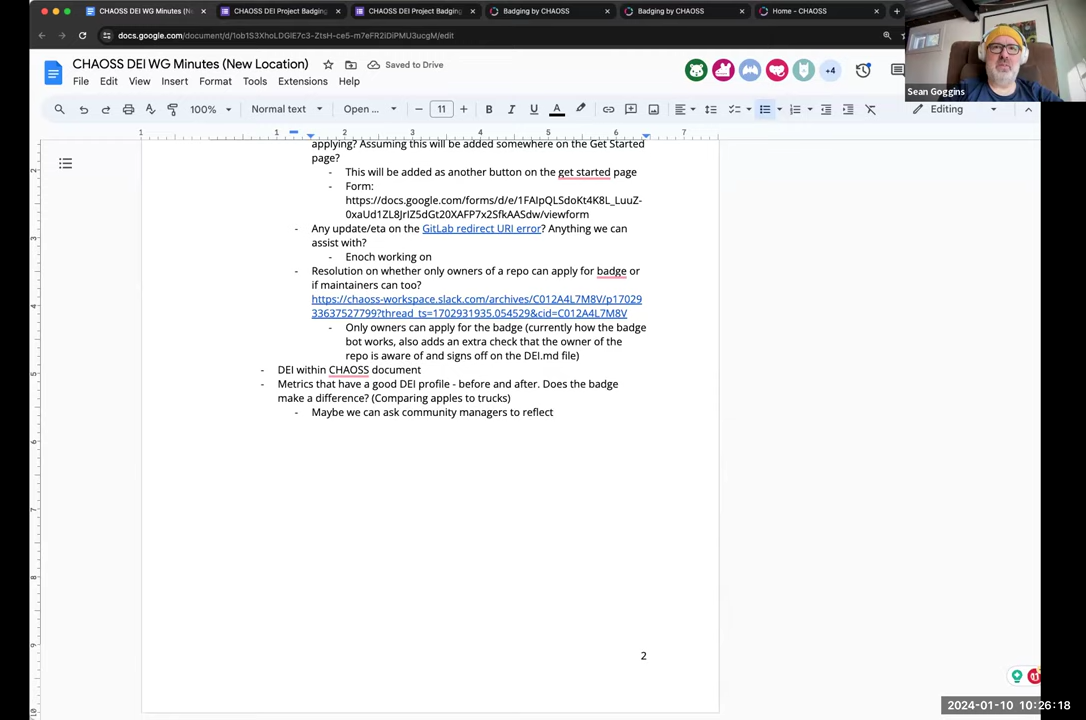 CHAOSS DEI WG Minutes (N
CHAOSS DEI Project Badging
CHAOSS DEI Project Badging
Badging by CHAOSS
Badging by CHAOSS
Home - CHAOSS
docs.google.com/document/d/1ob1S3XhoLDGlE7c3-ZtsH-ce5-m7eFR2iDiPMU3ucgM/edit
CHAOSS DEI WG Minutes (New Location)
Saved to Drive
File Edit View Insert Format Tools Extensions Help
+4
100%
Normal text
Open ...
11
Editing
Sean Goggins
1 1 2 3 4 5 6 7
applying? Assuming this will be added somewhere on the Get Started
page?
- This will be added as another button on the get started page
- Form:
https://docs.google.com/forms/d/e/1FAIpQLSdoKt4K8L_LuuZ-
0xaUd1ZL8JrIZ5dGt20XAFP7x2SfkAASdw/viewform
- Any update/eta on the GitLab redirect URI error? Anything we can
assist with?
- Enoch working on
- Resolution on whether only owners of a repo can apply for badge or
if maintainers can too?
https://chaoss-workspace.slack.com/archives/C012A4L7M8V/p17029
33637527799?thread_ts=1702931935.054529&cid=C012A4L7M8V
- Only owners can apply for the badge (currently how the badge
bot works, also adds an extra check that the owner of the
repo is aware of and signs off on the DEI.md file)
- DEI within CHAOSS document
- Metrics that have a good DEI profile - before and after. Does the badge
make a difference? (Comparing apples to trucks)
- Maybe we can ask community managers to reflect
2
2024-01-10 10:26:18